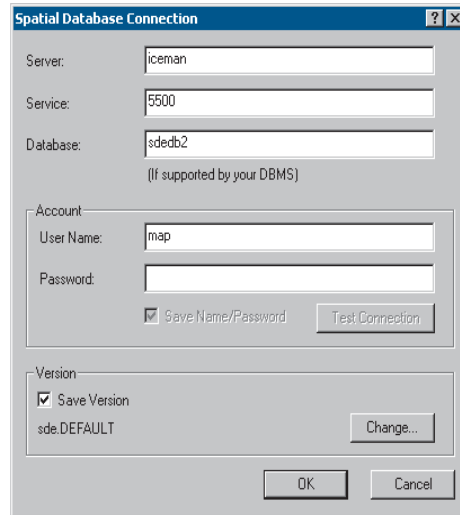 Spatial Database Connection
Server: iceman
Service: 5500
Database: sdedb2
(If supported by your DBMS)
Account
User Name: map
Password:
Save Name/Password Test Connection
Version
Save Version
sde.DEFAULT Change...
OK Cancel